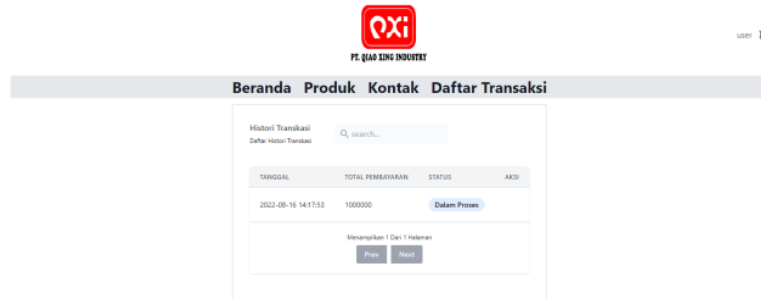 QXi
PT. QIAO XING INDUSTRY
user
Beranda Produk Kontak Daftar Transaksi
Histori Transkasi
Daftar Histori Transkasi
search...
TANGGAL TOTAL PEMBAYARAN STATUS AKSI
2022-08-16 14:17:53 1000000 Dalam Proses
Menampilkan 1 Dari 1 Halaman
Prev Next